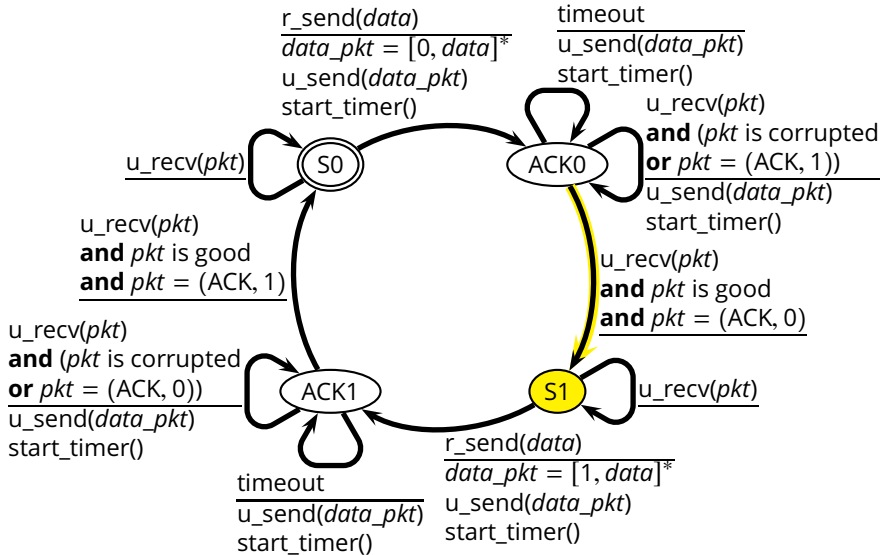 r_send(data)
data_pkt = [0, data]*
u_send(data_pkt)
start_timer()
timeout
u_send(data_pkt)
start_timer()
u_recv(pkt)
S0
ACK0
u_recv(pkt)
and (pkt is corrupted
or pkt = (ACK, 1))
u_send(data_pkt)
start_timer()
u_recv(pkt)
and pkt is good
and pkt = (ACK, 1)
u_recv(pkt)
and pkt is good
and pkt = (ACK, 0)
u_recv(pkt)
and (pkt is corrupted
or pkt = (ACK, 0))
u_send(data_pkt)
start_timer()
ACK1
S1
u_recv(pkt)
timeout
u_send(data_pkt)
start_timer()
r_send(data)
data_pkt = [1, data]*
u_send(data_pkt)
start_timer()